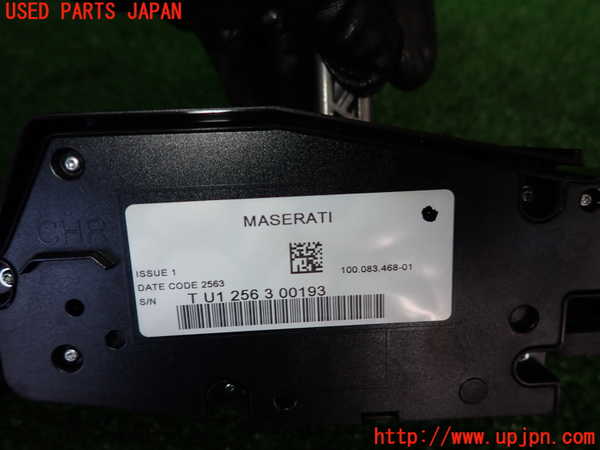 USED PARTS JAPAN
CHR
MASERATI
ISSUE 1
100.083.468-01
DATE CODE 2563
S/N T U1 256 3 00193
http://www.upjpn.com/